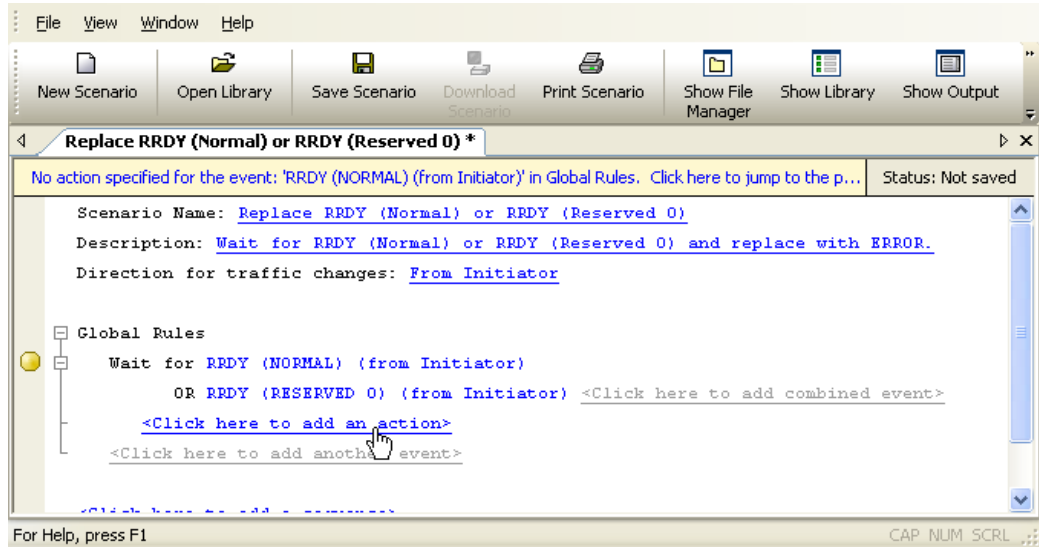 File View Window Help
New Scenario Open Library Save Scenario Download Scenario Print Scenario Show File Manager Show Library Show Output
Replace RRDY (Normal) or RRDY (Reserved 0) *
No action specified for the event: 'RRDY (NORMAL) (from Initiator)' in Global Rules. Click here to jump to the p... Status: Not saved
Scenario Name: Replace RRDY (Normal) or RRDY (Reserved 0)
Description: Wait for RRDY (Normal) or RRDY (Reserved 0) and replace with ERROR.
Direction for traffic changes: From Initiator
Global Rules
Wait for RRDY (NORMAL) (from Initiator)
OR RRDY (RESERVED 0) (from Initiator) <Click here to add combined event>
<Click here to add an action>
<Click here to add another event>
<Click here to add a sequence>
For Help, press F1 CAP NUM SCRL